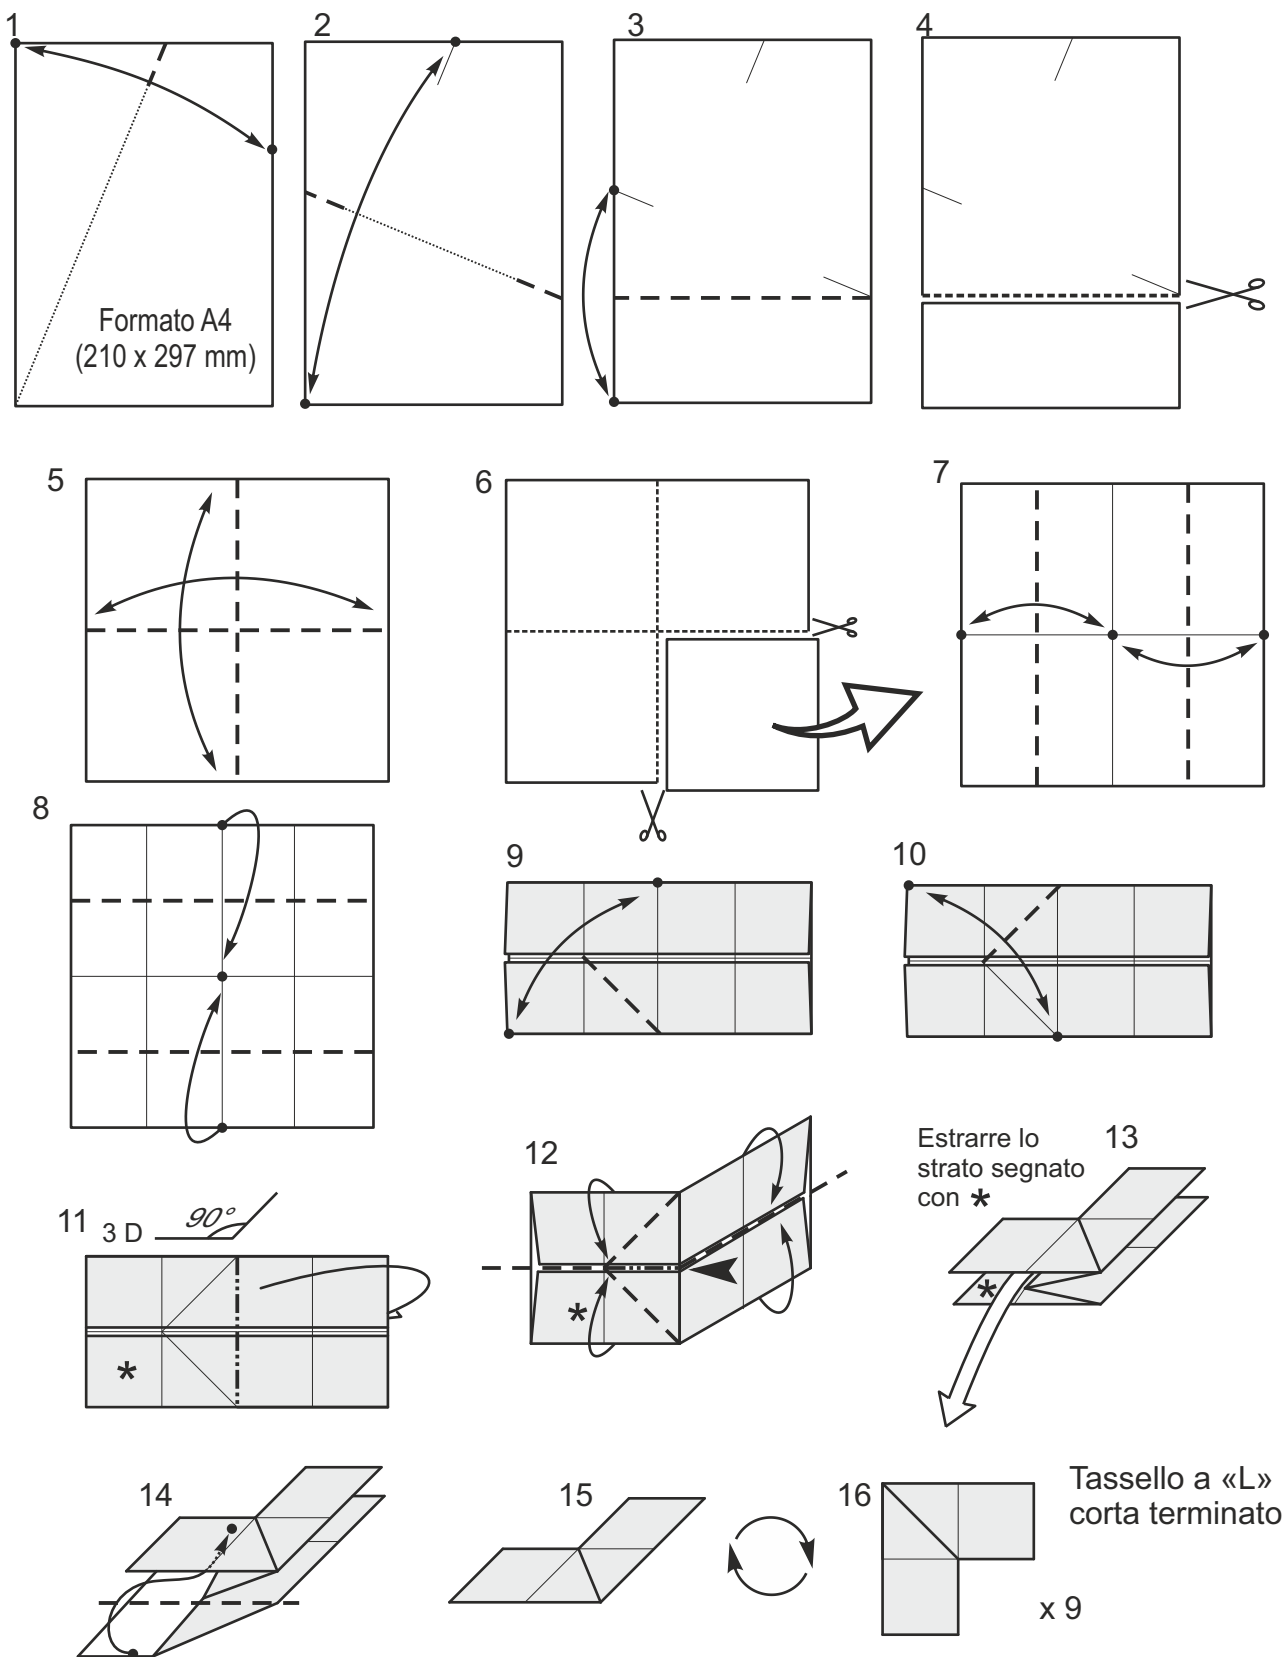 1
2
3
4
Formato A4
(210 x 297 mm)
5
6
7
8
9
10
11
3 D
90°
*
12
*
Estrarre lo
strato segnato
con *
13
*
14
15
16
Tassello a «L»
corta terminato
x 9